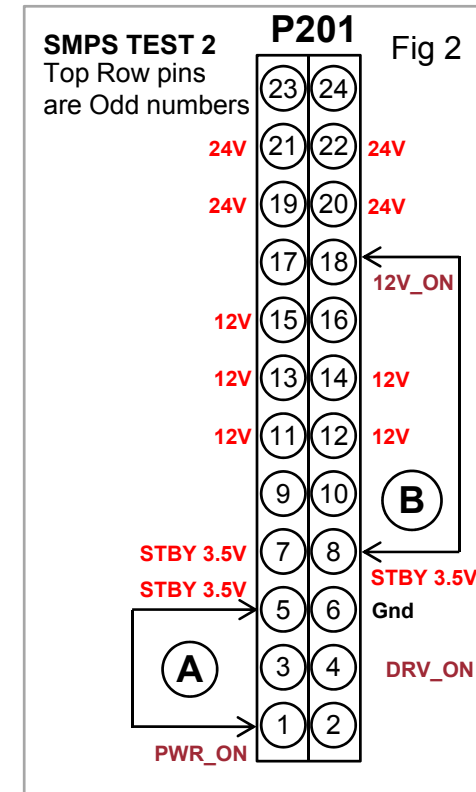 SMPS TEST 2
Top Row pins
are Odd numbers
P201
Fig 2
23 24
24V 21 22 24V
24V 19 20 24V
17 18
12V_ON
12V 15 16
12V 13 14 12V
12V 11 12 12V
9 10
B
STBY 3.5V 7 8
STBY 3.5V
STBY 3.5V 5 6 Gnd
A
3 4 DRV_ON
1 2
PWR_ON